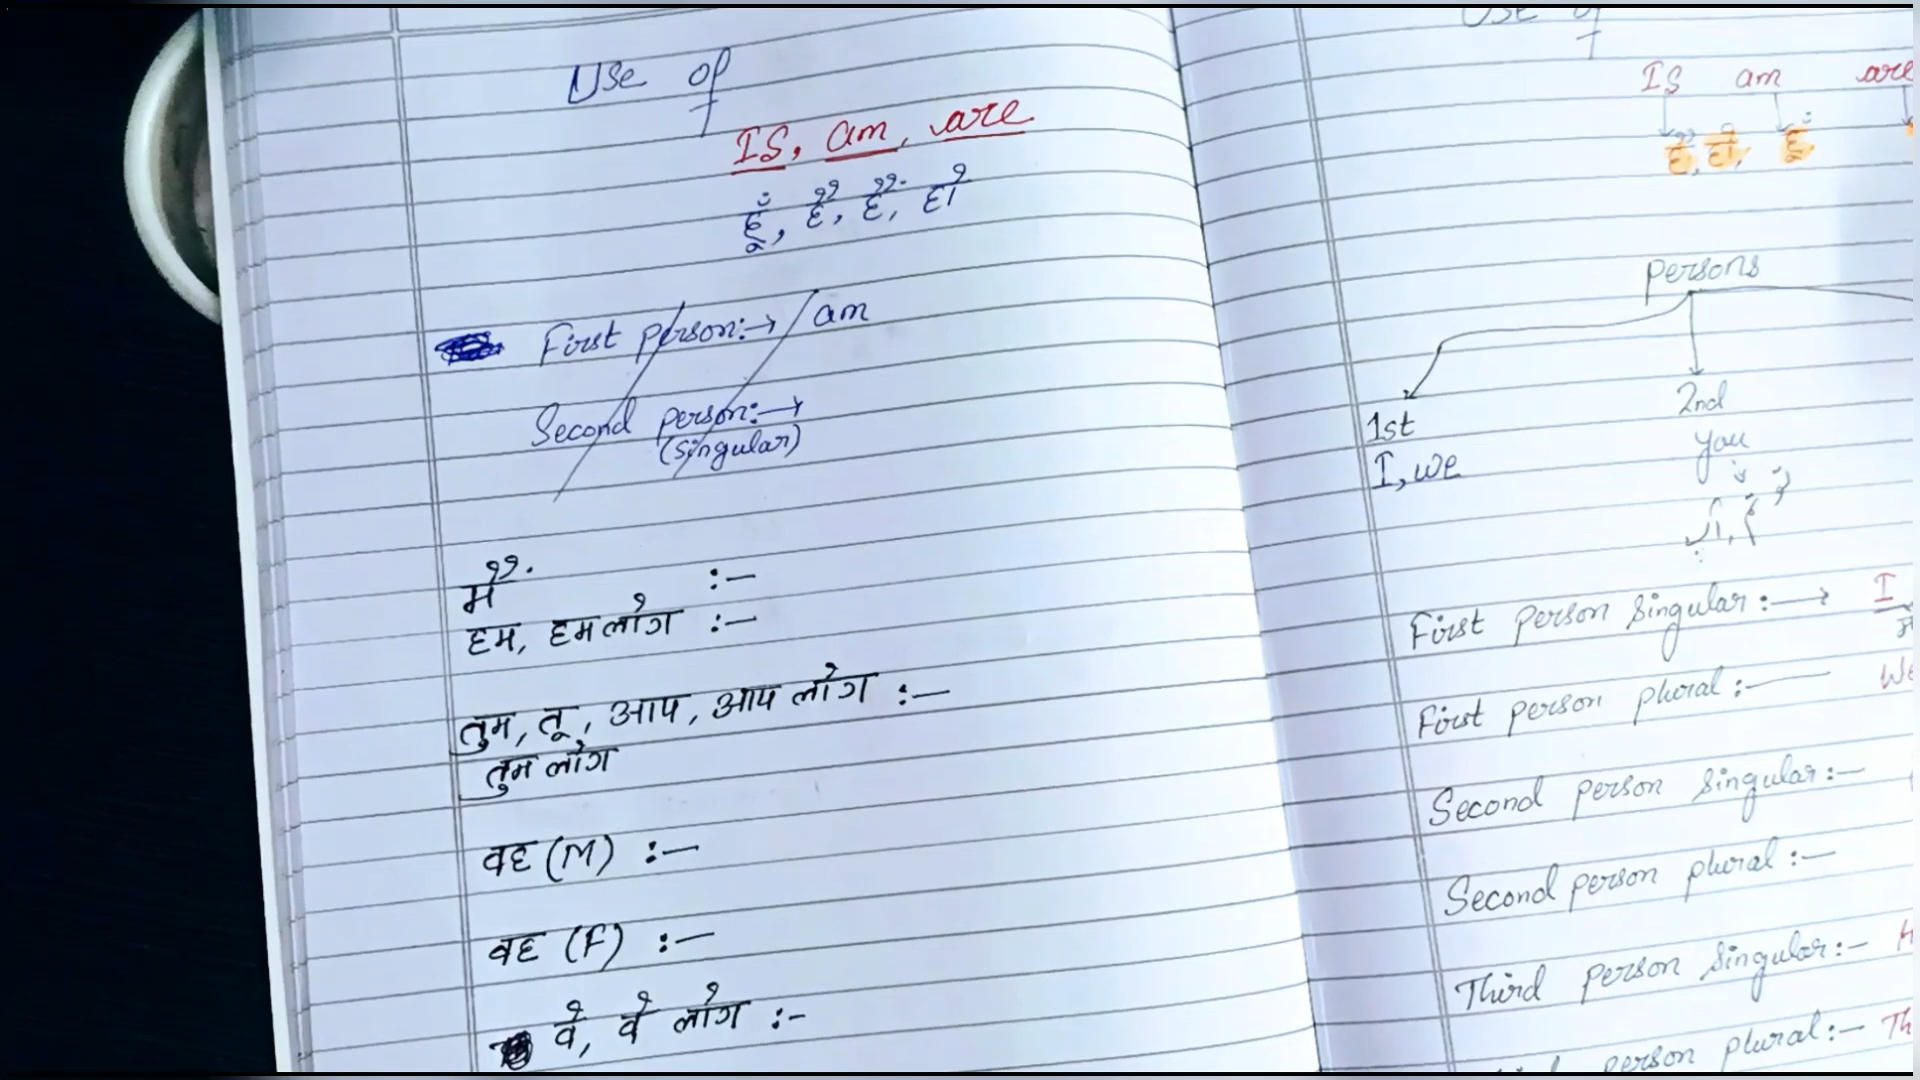 Use of
IS, am, are
हूँ, है, हैं, हो
First person:→ am
Second person:→
(singular)
मैं :-
हम, हमलोग :-
तुम, तू, आप, आप लोग :-
तुम लोग
वह (M) :-
वह (F) :-
वे, वे लोग :-
Use of
IS am are
है, हो, हूँ
persons
1st 2nd
I, we you
First person singular :→ I
First person plural :— We
Second person singular :-
Second person plural :-
Third person singular :- H
person plural :- Th